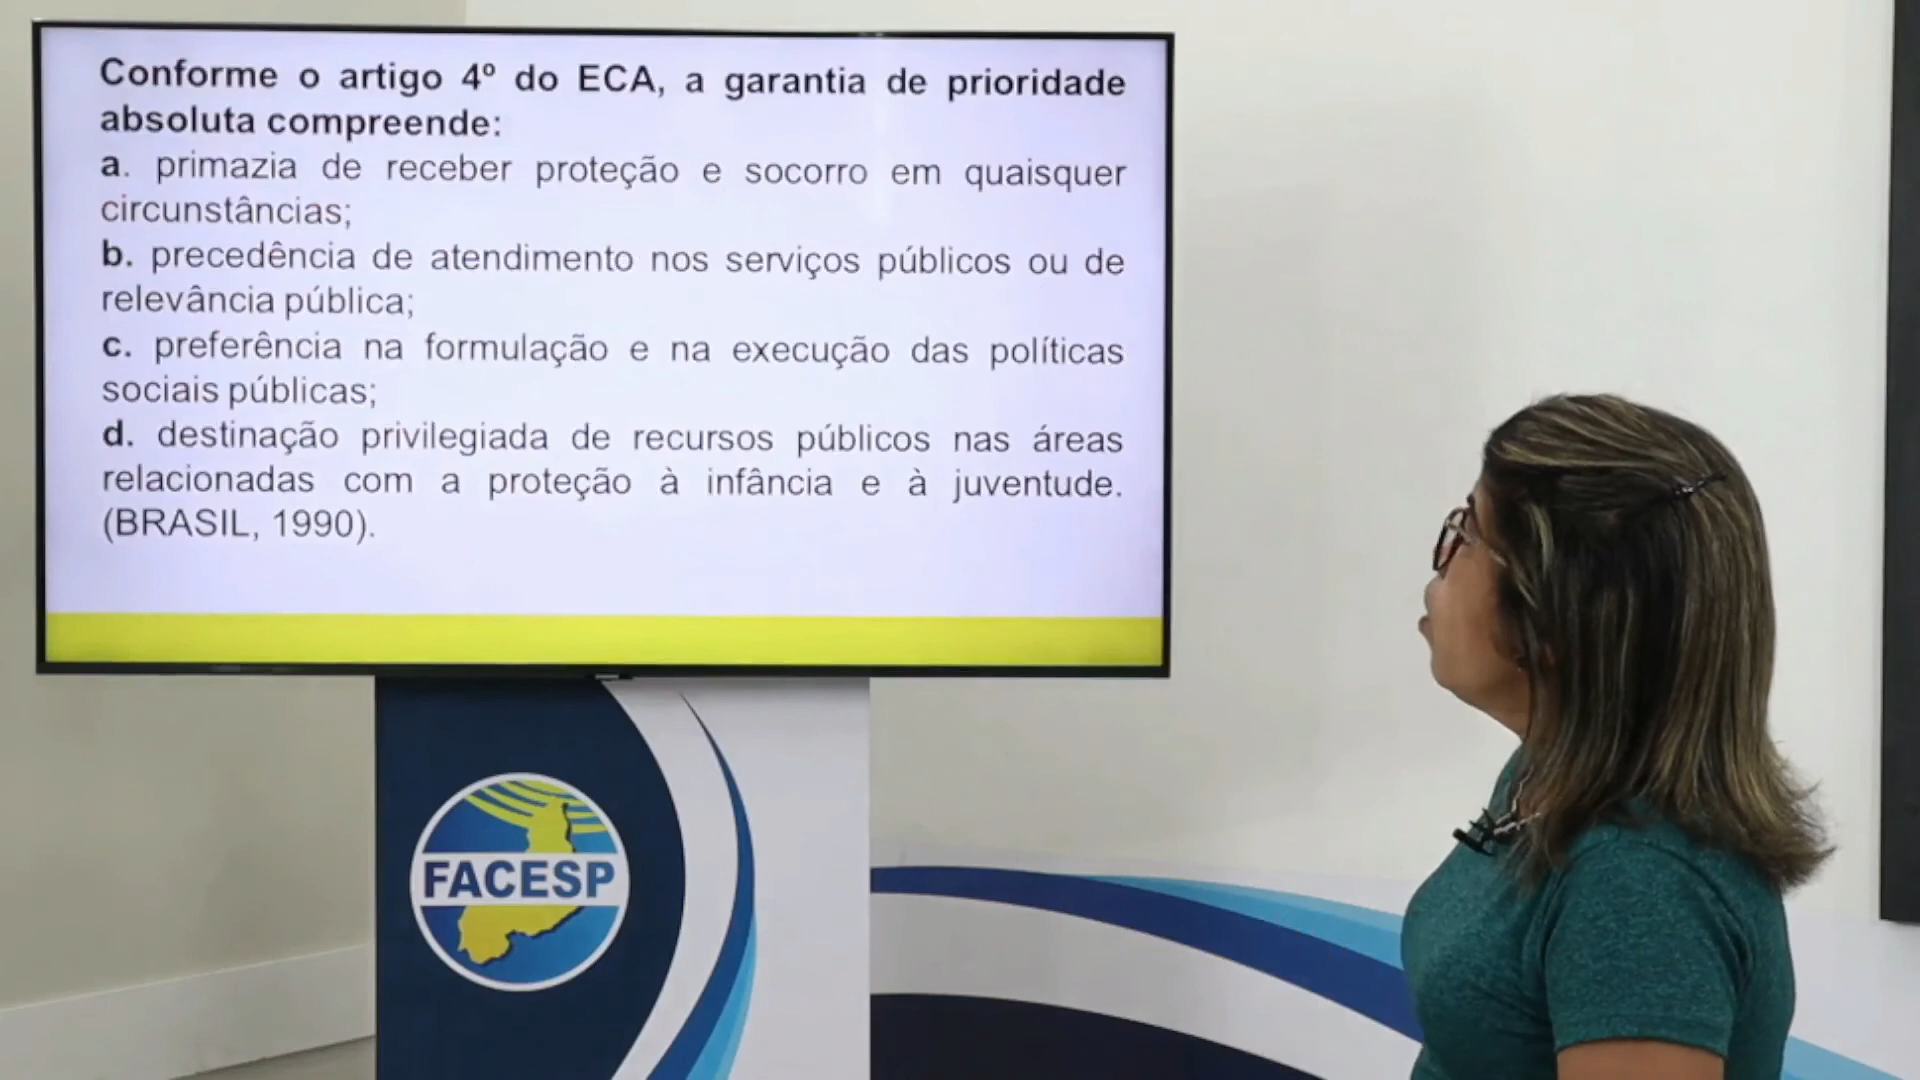 Conforme o artigo 4º do ECA, a garantia de prioridade
absoluta compreende:
a. primazia de receber proteção e socorro em quaisquer
circunstâncias;
b. precedência de atendimento nos serviços públicos ou de
relevância pública;
c. preferência na formulação e na execução das políticas
sociais públicas;
d. destinação privilegiada de recursos públicos nas áreas
relacionadas com a proteção à infância e à juventude.
(BRASIL, 1990).
FACESP